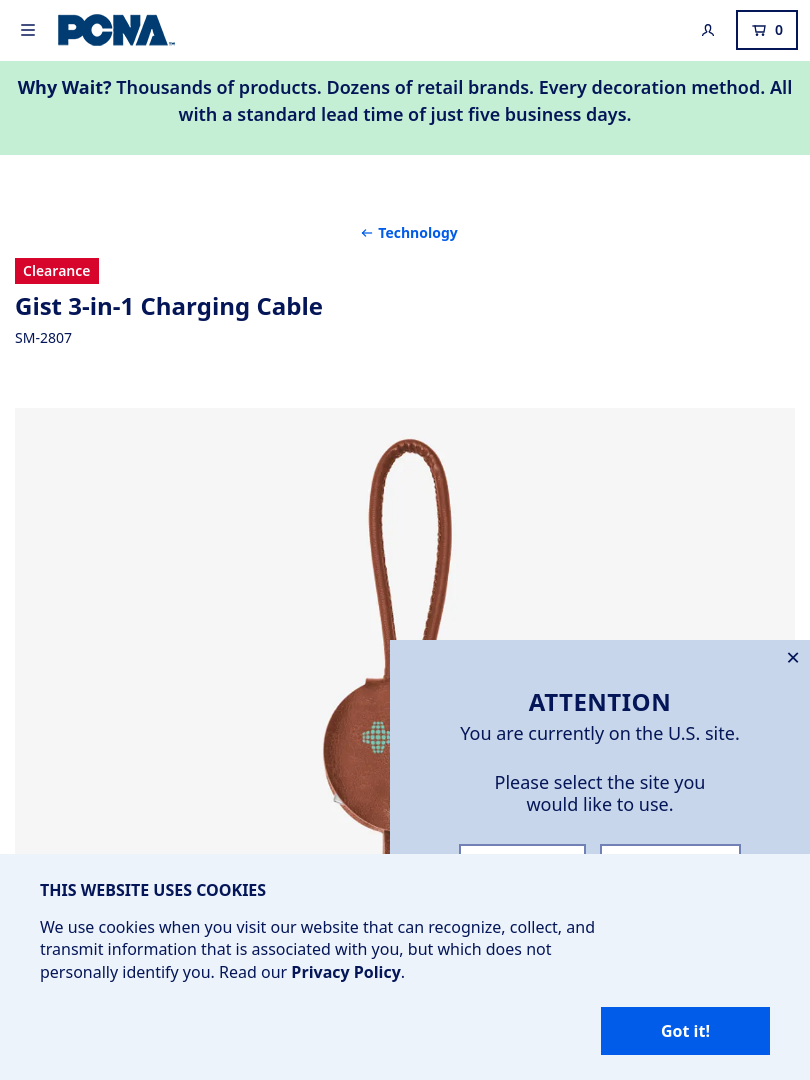 PCNA
0
Why Wait? Thousands of products. Dozens of retail brands. Every decoration method. All
with a standard lead time of just five business days.
Technology
Clearance
Gist 3-in-1 Charging Cable
SM-2807
ATTENTION
You are currently on the U.S. site.
Please select the site you
would like to use.
THIS WEBSITE USES COOKIES
We use cookies when you visit our website that can recognize, collect, and
transmit information that is associated with you, but which does not
personally identify you. Read our Privacy Policy.
Got it!